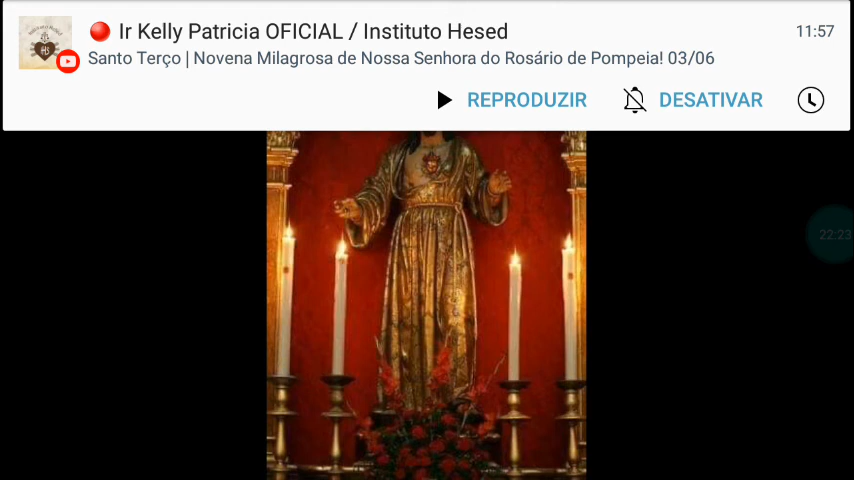 Ir Kelly Patricia OFICIAL / Instituto Hesed
11:57
Santo Terço | Novena Milagrosa de Nossa Senhora do Rosário de Pompeia! 03/06
REPRODUZIR
DESATIVAR
22:23